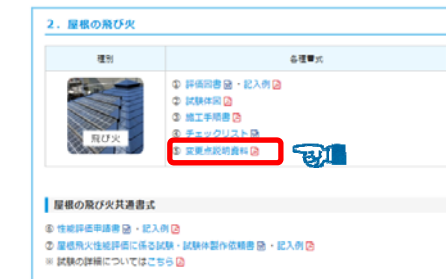 2. 屋根の飛び火
種別
各種■式
飛び火
① 評価図書・記入例
② 試験体図
③ 施工手順書
④ チェックリスト
⑤ 変更点説明資料
屋根の飛び火共通書式
⑥ 性能評価申請書・記入例
⑦ 屋根飛火性能評価に係る試験・試験体製作依頼書・記入例
※ 試験の詳細についてはこちら